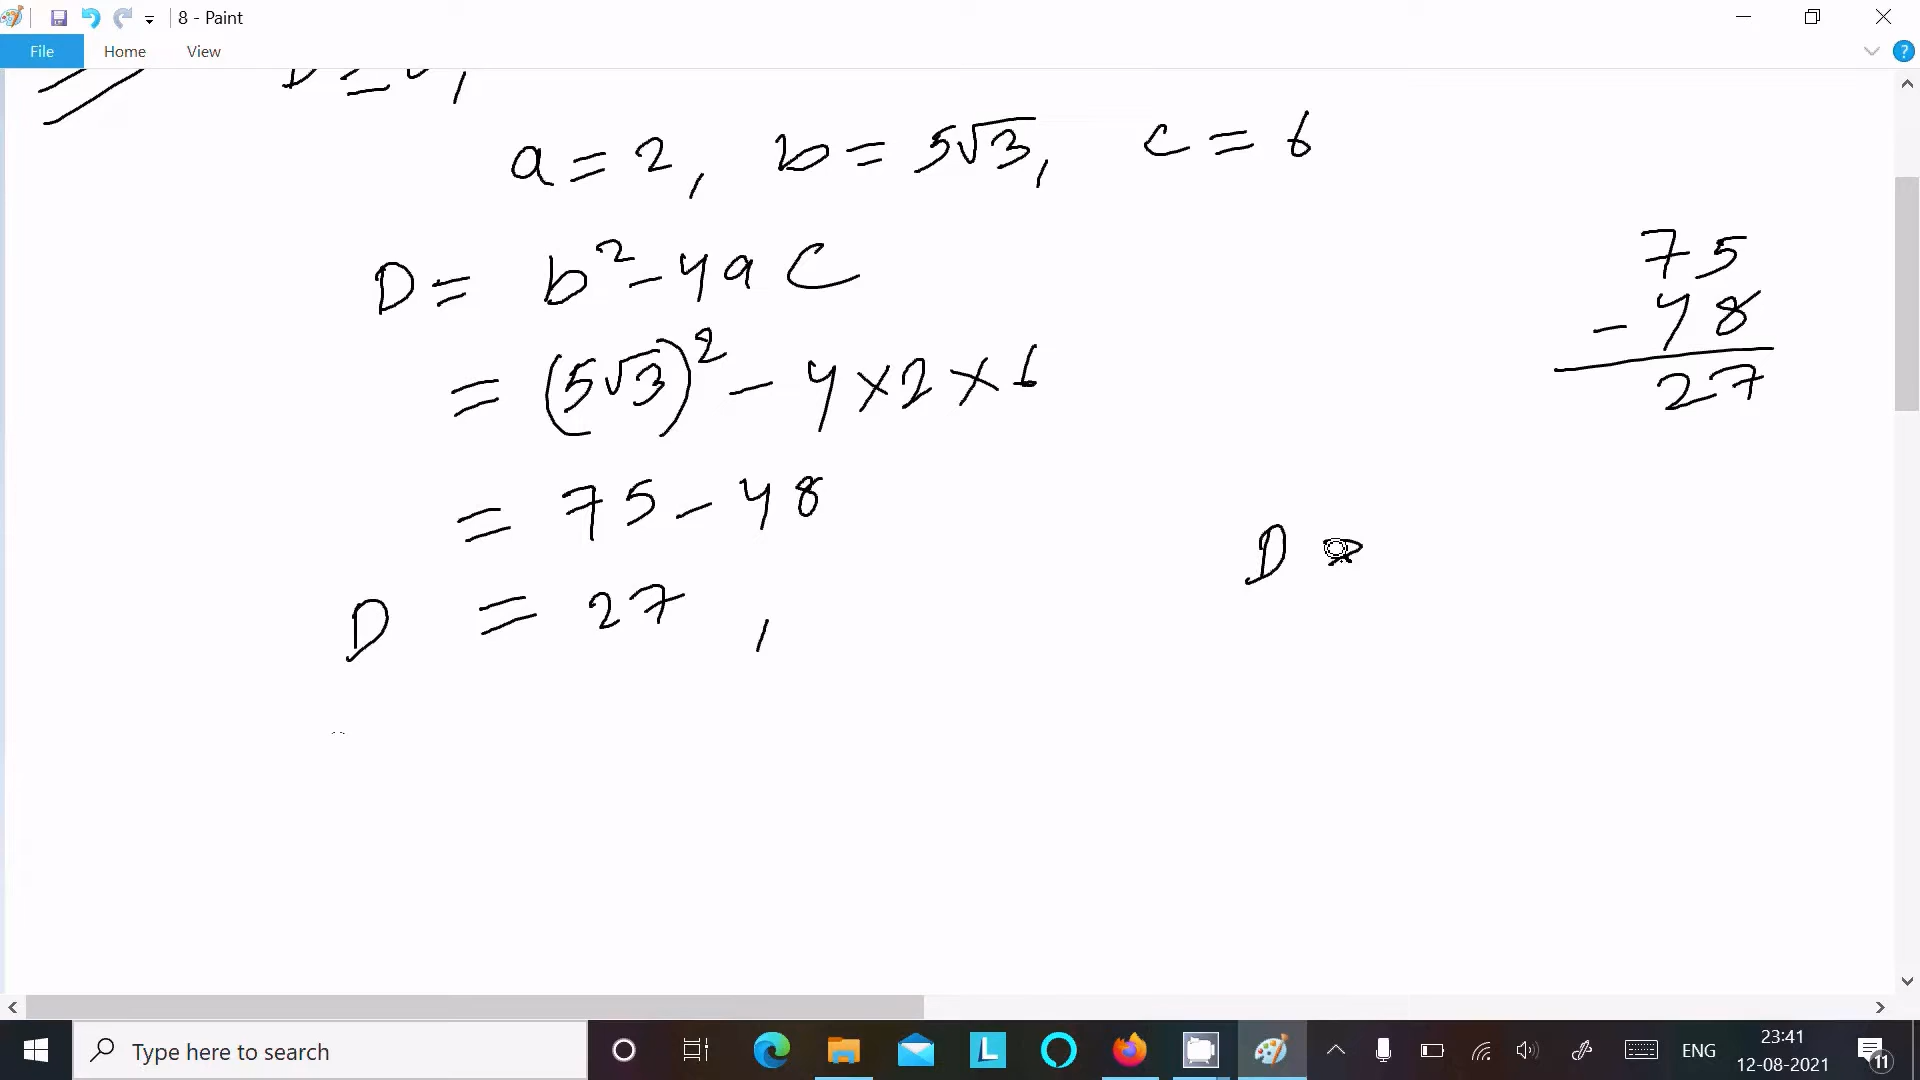 8 - Paint
File Home View
a = 2, b = 5√3, c = 6
D = b² - 4ac
= (5√3)² - 4×2×6
= 75 - 48
D = 27 ,
75
- 48
27
D
Type here to search
ENG
23:41
12-08-2021
11